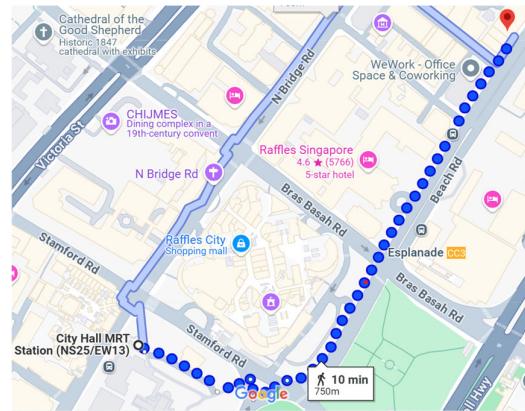 Cathedral of the
Good Shepherd
Historic 1847
cathedral with exhibits
WeWork - Office
Space & Coworking
N Bridge Rd
CHIJMES
Dining complex in a
19th-century convent
Victoria St
Raffles Singapore
4.6 ★ (5766)
5-star hotel
N Bridge Rd
Beach Rd
Bras Basah Rd
Stamford Rd
Raffles City
Shopping mall
Esplanade CC3
Bras Basah Rd
City Hall MRT
Station (NS25/EW13)
Stamford Rd
10 min
750m
Google